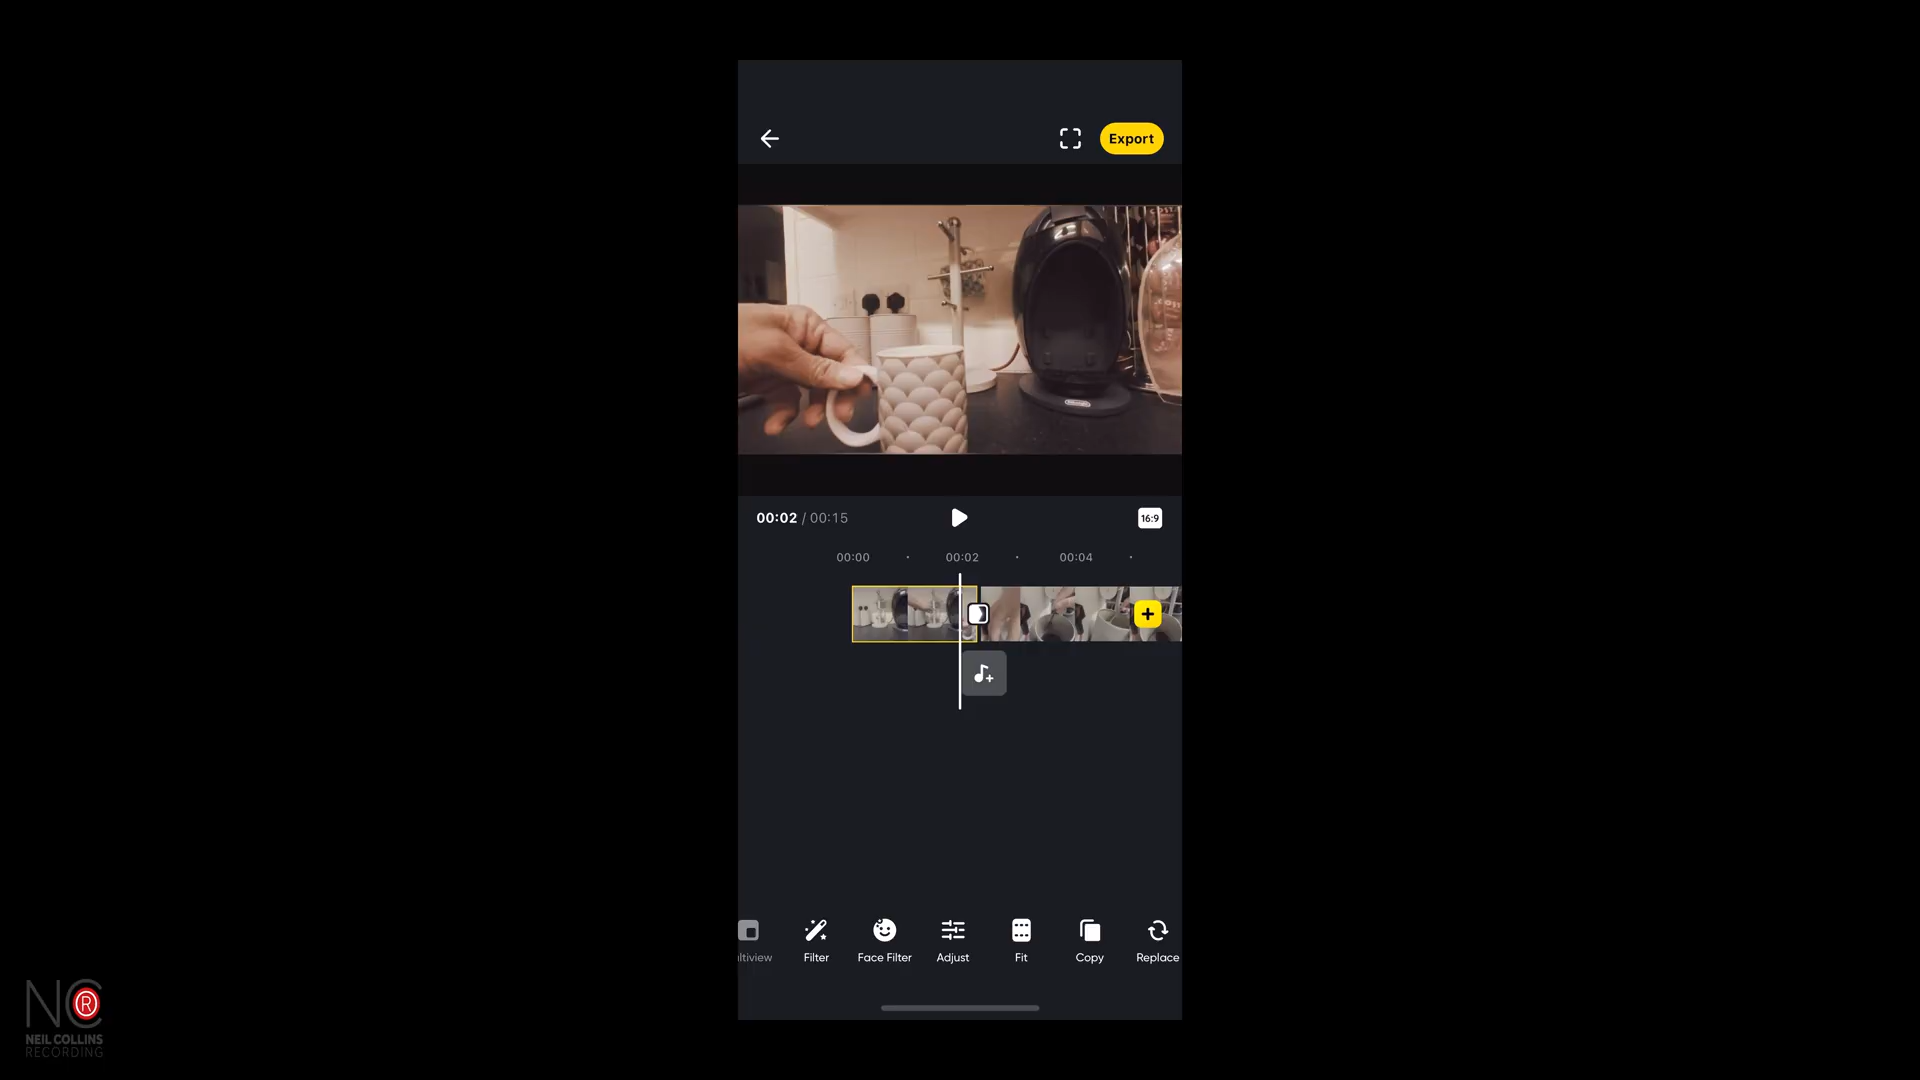 Export
00:02 / 00:15
16:9
00:00 00:02 00:04
ltiview Filter Face Filter Adjust Fit Copy Replace
NC
R
NEIL COLLINS
RECORDING